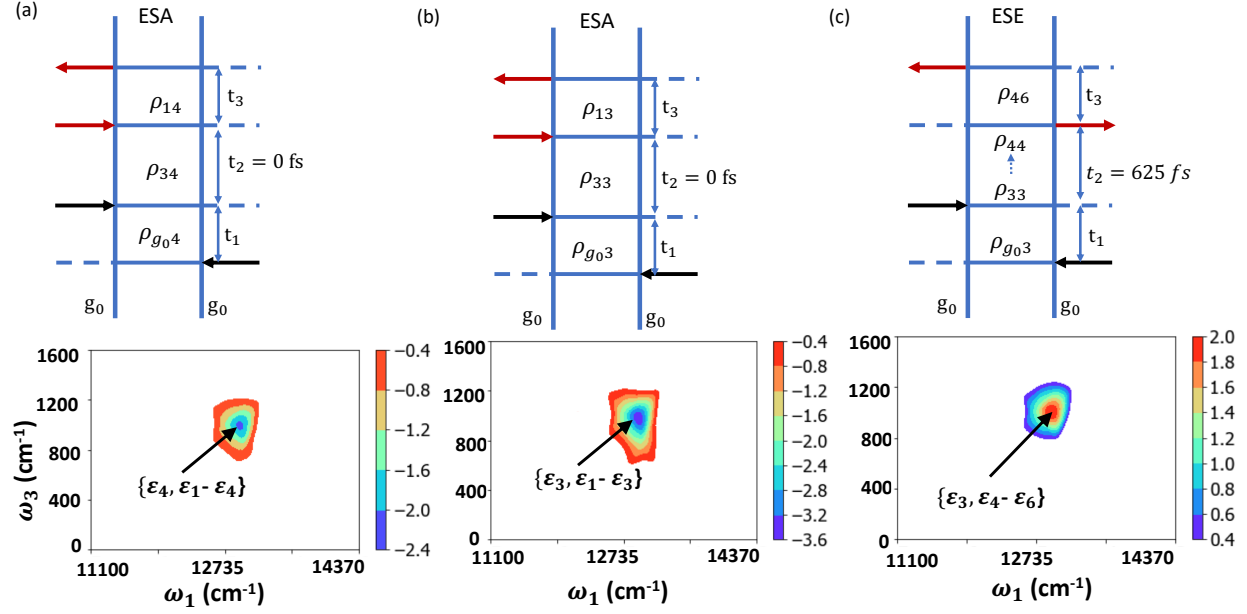 (a)
ESA
ρ14
t3
ρ34
t2 = 0 fs
ρg04
t1
g0
g0
(b)
ESA
ρ13
t3
ρ33
t2 = 0 fs
ρg03
t1
g0
g0
(c)
ESE
ρ46
t3
ρ44
ρ33
t2 = 625 fs
ρg03
t1
g0
g0
ω3 (cm-1)
1600
1200
800
400
0
{ε4, ε1- ε4}
11100
12735
14370
ω1 (cm-1)
−0.4
−0.8
−1.2
−1.6
−2.0
−2.4
1600
1200
800
400
0
{ε3, ε1- ε3}
11100
12735
14370
ω1 (cm-1)
−0.4
−0.8
−1.2
−1.6
−2.0
−2.4
−2.8
−3.2
−3.6
1600
1200
800
400
0
{ε3, ε4- ε6}
11100
12735
14370
ω1 (cm-1)
2.0
1.8
1.6
1.4
1.2
1.0
0.8
0.6
0.4